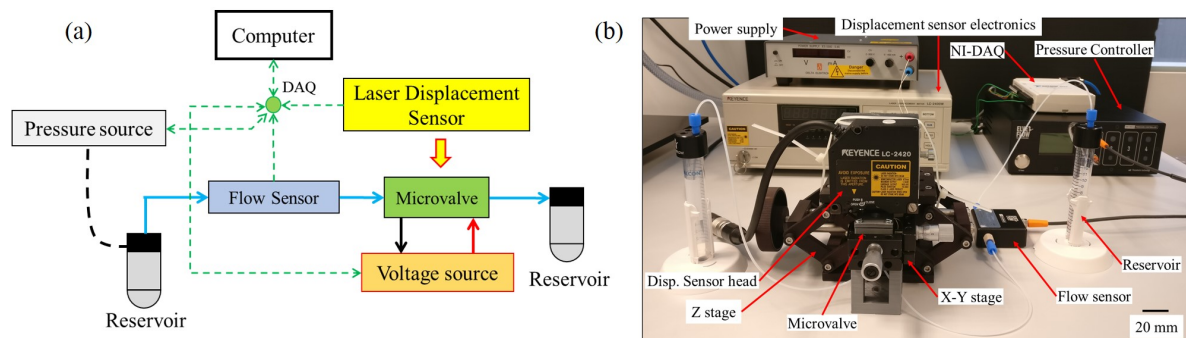 (a)
Computer
DAQ
Laser Displacement
Sensor
Pressure source
Flow Sensor
Microvalve
Voltage source
Reservoir
Reservoir
(b)
Power supply
Displacement sensor electronics
NI-DAQ
Pressure Controller
KEYENCE
CAUTION
KEYENCE
LC-2420
CAUTION
Disp. Sensor head
Z stage
Microvalve
X-Y stage
Flow sensor
Reservoir
20 mm